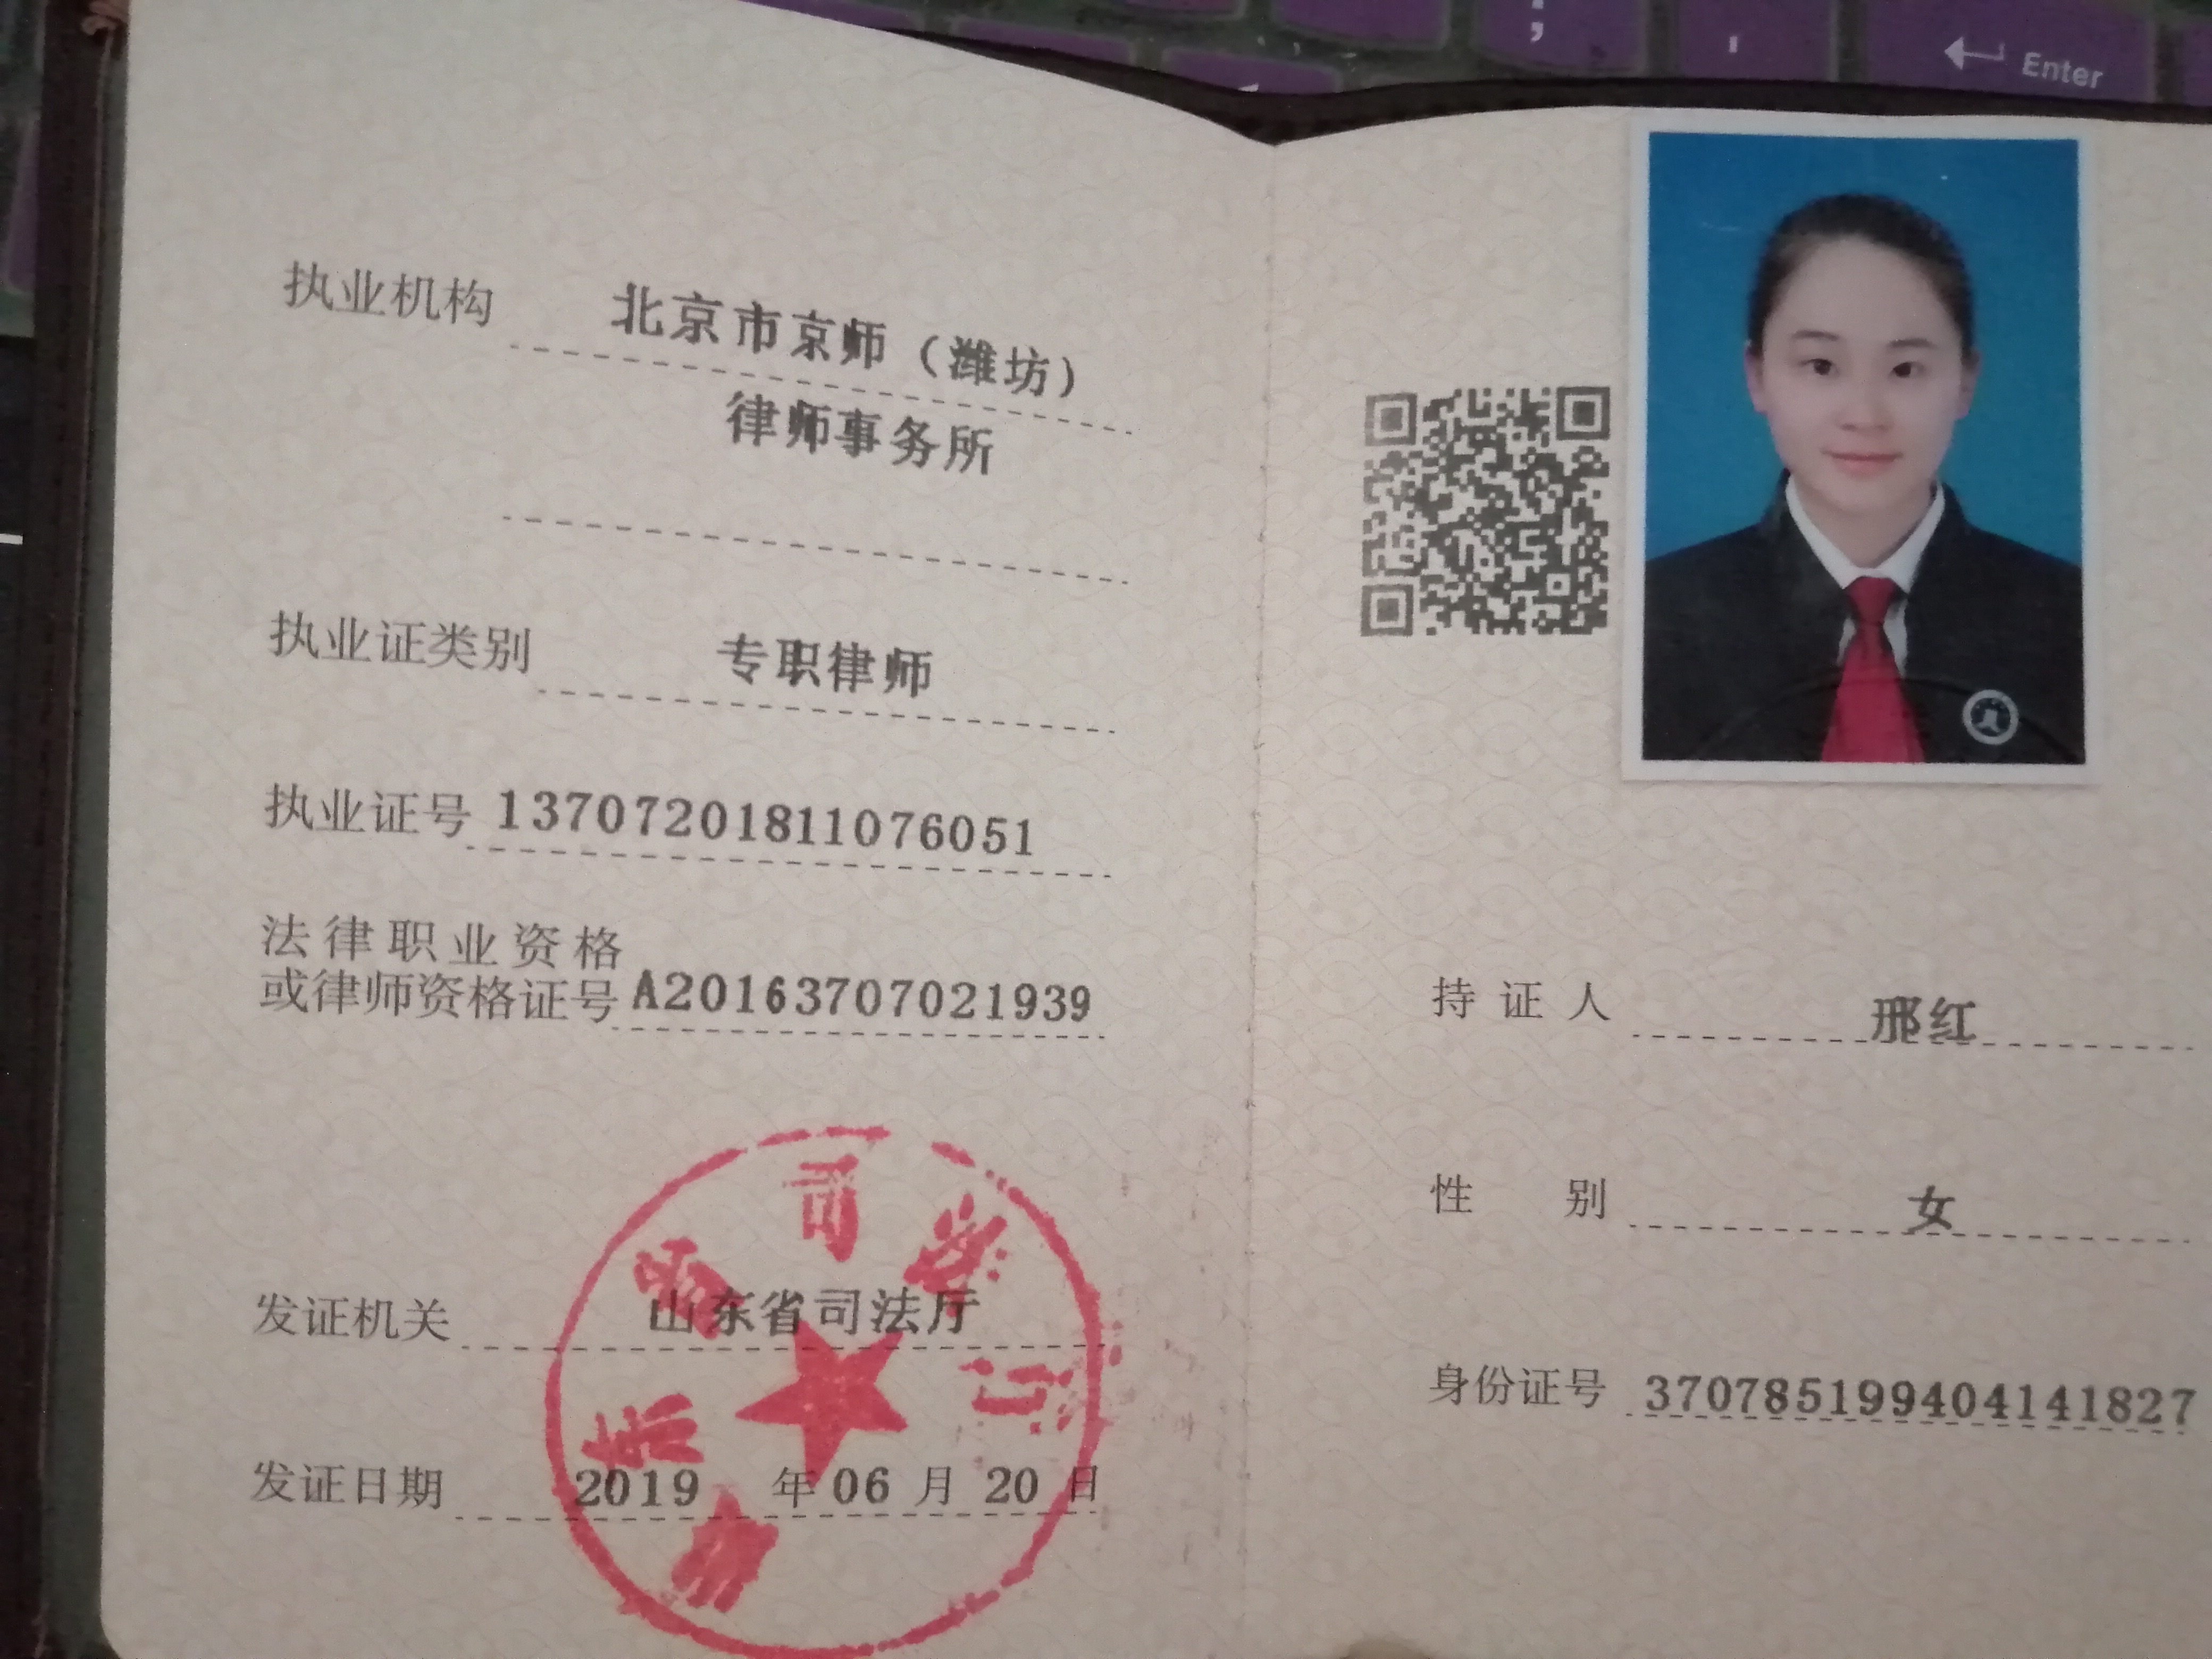 Enter
执业机构 北京市京师（潍坊）
律师事务所
执业证类别 专职律师
执业证号 13707201811076051
法律职业资格
或律师资格证号 A20163707021939
发证机关 山东省司法厅
发证日期 2019 年 06 月 20 日
持证人 邢红
性别 女
身份证号 370785199404141827